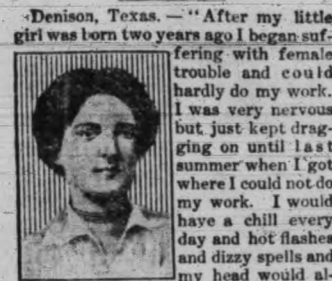 Denison, Texas. — "After my little
girl was born two years ago I began suf-
fering with female
trouble and could
hardly do my work.
I was very nervous
but just kept drag-
ging on until last
summer when I got
where I could not do
my work. I would
have a chill every
day and hot flashes
and dizzy spells and
my head would al-